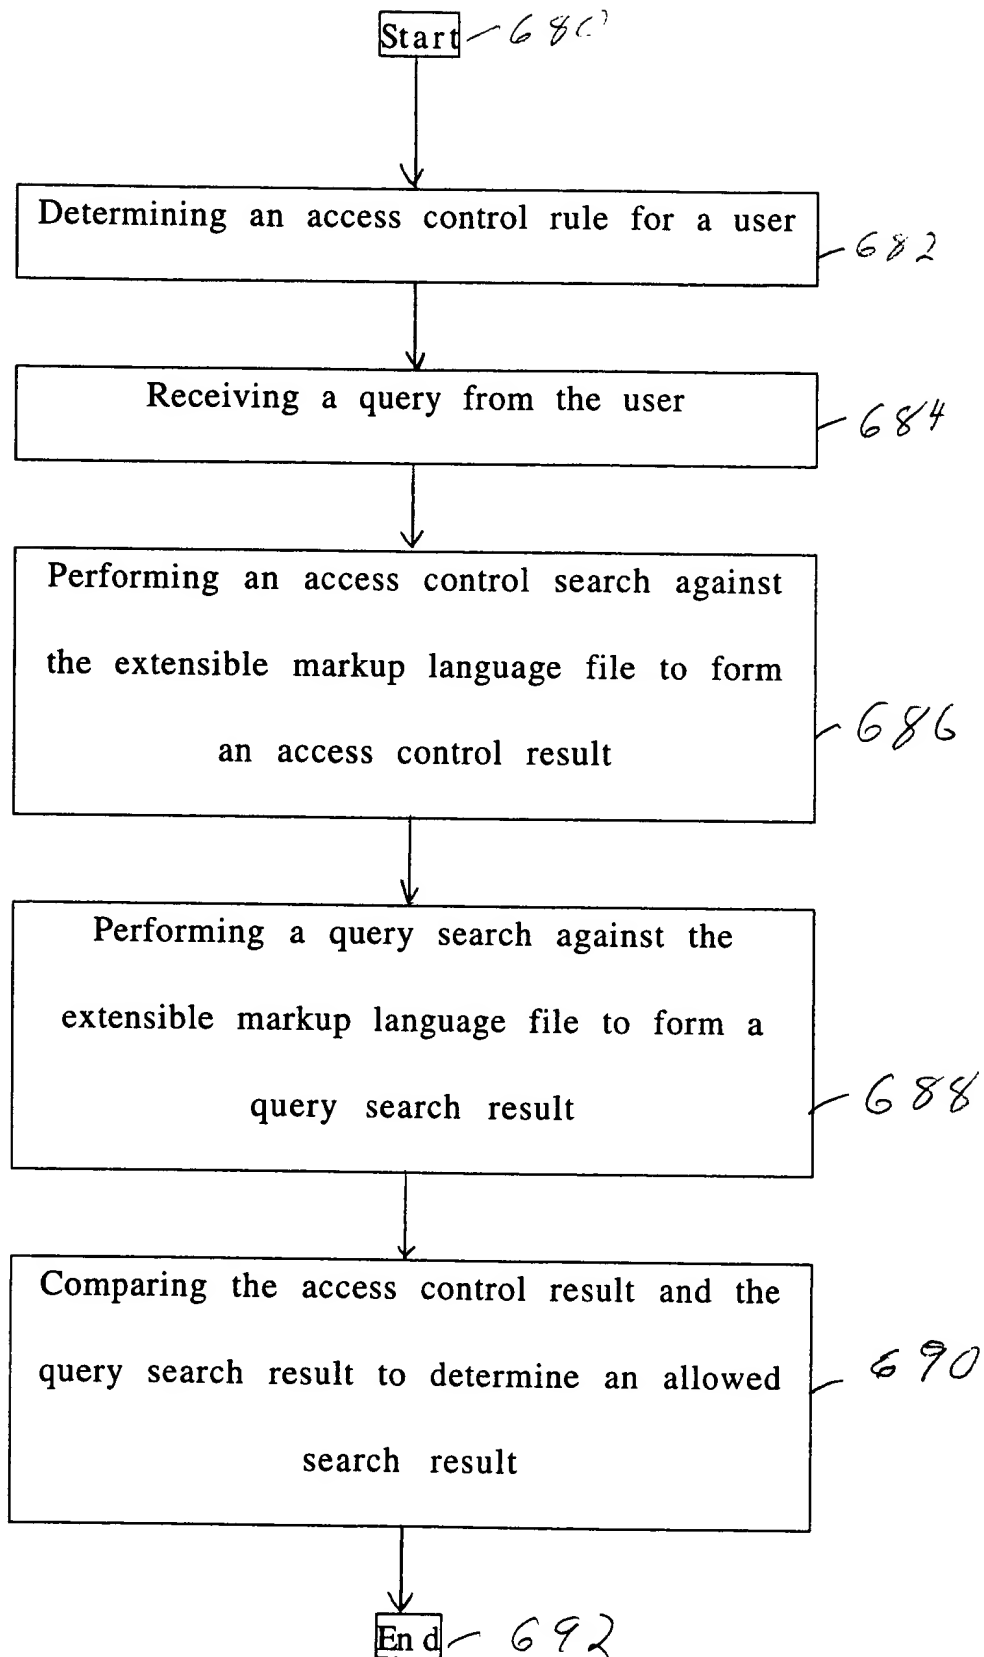 Start 680
Determining an access control rule for a user
682
Receiving a query from the user
684
Performing an access control search against
the extensible markup language file to form
an access control result
686
Performing a query search against the
extensible markup language file to form a
query search result
688
Comparing the access control result and the
query search result to determine an allowed
search result
690
End 692